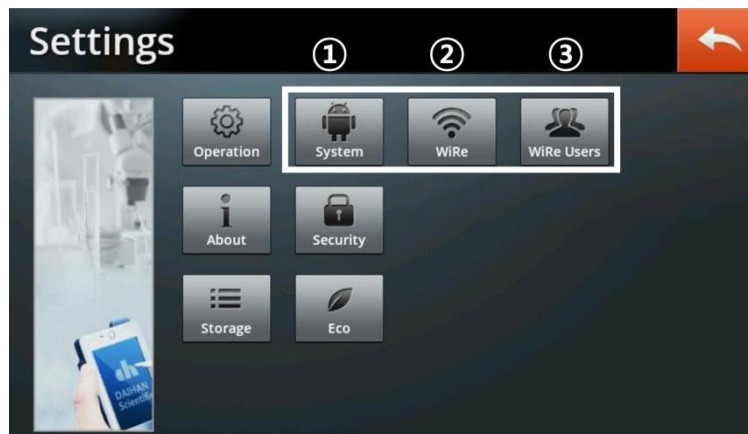 Settings
① ② ③
Operation System WiRe WiRe Users
About Security
Storage Eco
DAIHAN
Scientific